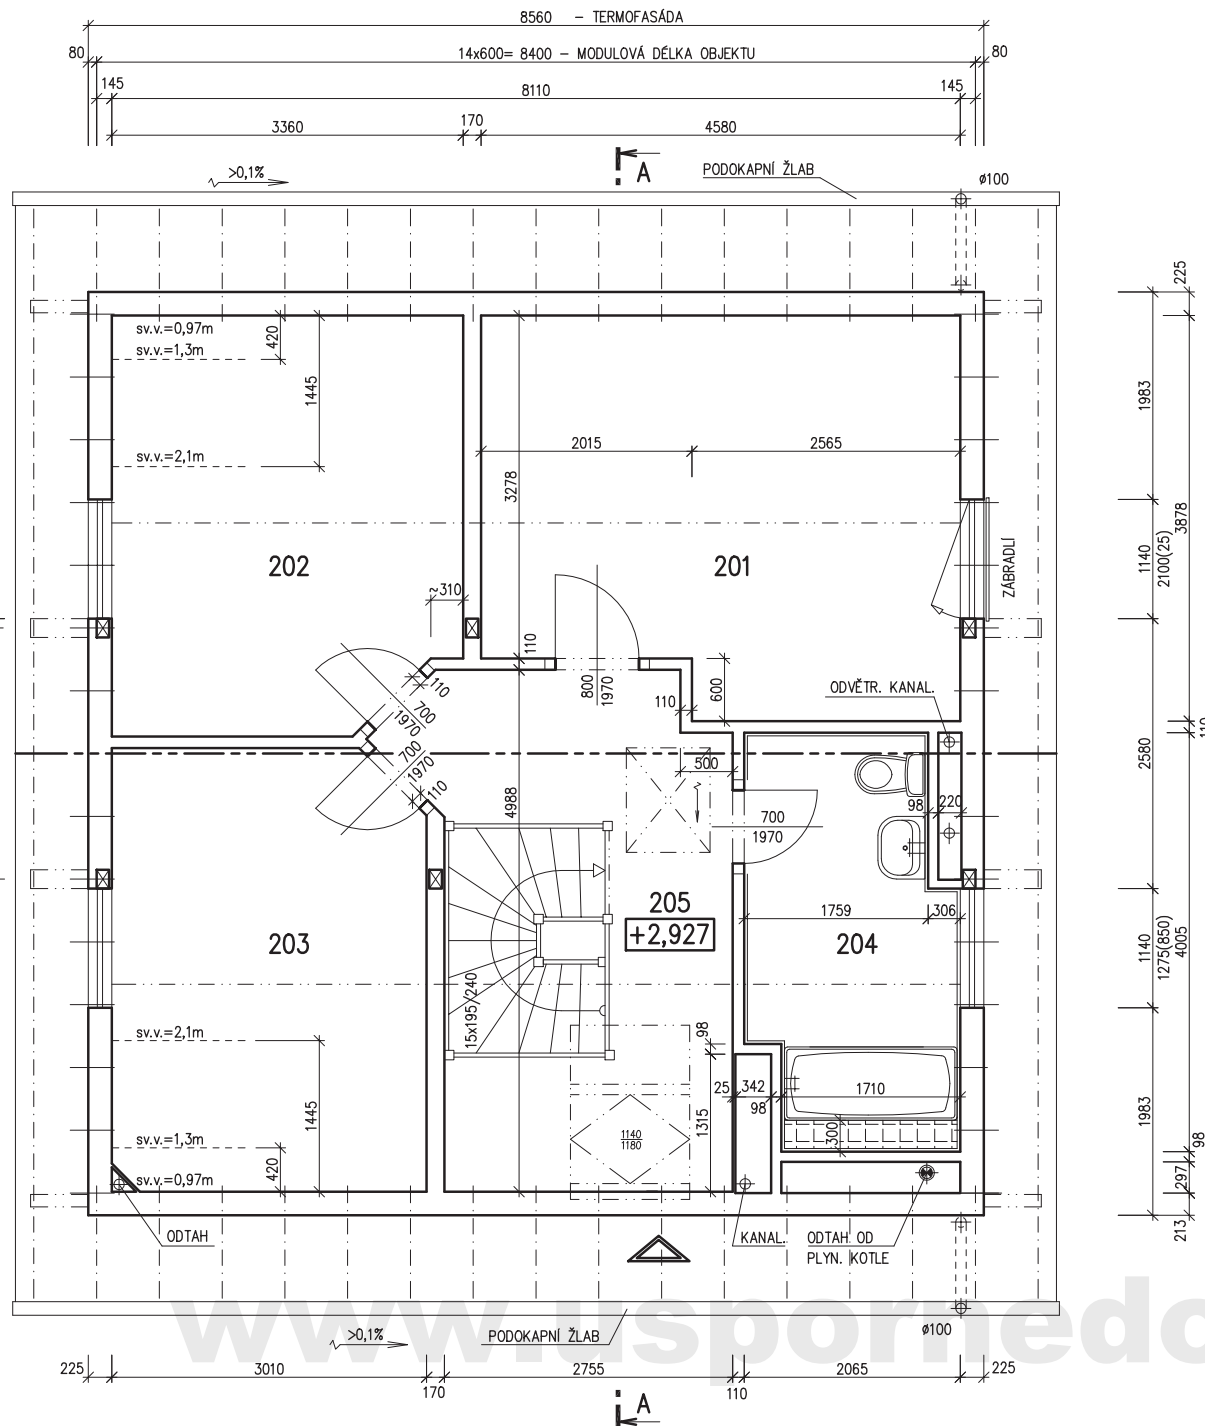 8560 – TERMOFASÁDA
80 14x600= 8400 – MODULOVÁ DÉLKA OBJEKTU 80
145 8110 145
3360 170 4580
A
>0,1%
PODOKAPNÍ ŽLAB
ø100
225
sv.v.=0,97m
420
sv.v.=1,3m
1445
1983
2015 2565
sv.v.=2,1m
3278
3878
202
201
1140
2100(25)
ZÁBRADLÍ
~310
110
800
1970
600
110
ODVĚTR. KANAL.
110
700
1970
110
2580
700
1970
500
110
4988
98 220
700
1970
205
+2,927
1759 306
203
204
1140
1275(850)
4005
15x195/240
sv.v.=2,1m
98
25 342
98
1710
1445
1315
300
1140
1180
1983
98
sv.v.=1,3m
420
sv.v.=0,97m
297
213
ODTAH
KANAL.
ODTAH OD
PLYN. KOTLE
www.uspornedo
>0,1%
PODOKAPNÍ ŽLAB
ø100
225 3010 170 2755 110 2065 225
A